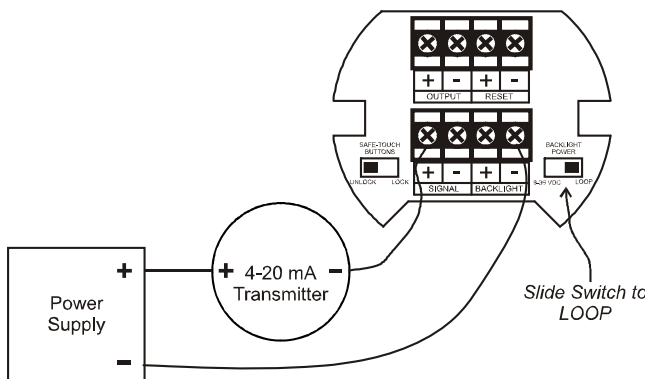 + - + -
OUTPUT RESET
SAFE-TOUCH
BUTTONS
UNLOCK LOCK
+ - + -
SIGNAL BACKLIGHT
BACKLIGHT
POWER
LOOP
Power
Supply
+
-
+ 4-20 mA -
Transmitter
Slide Switch to
LOOP